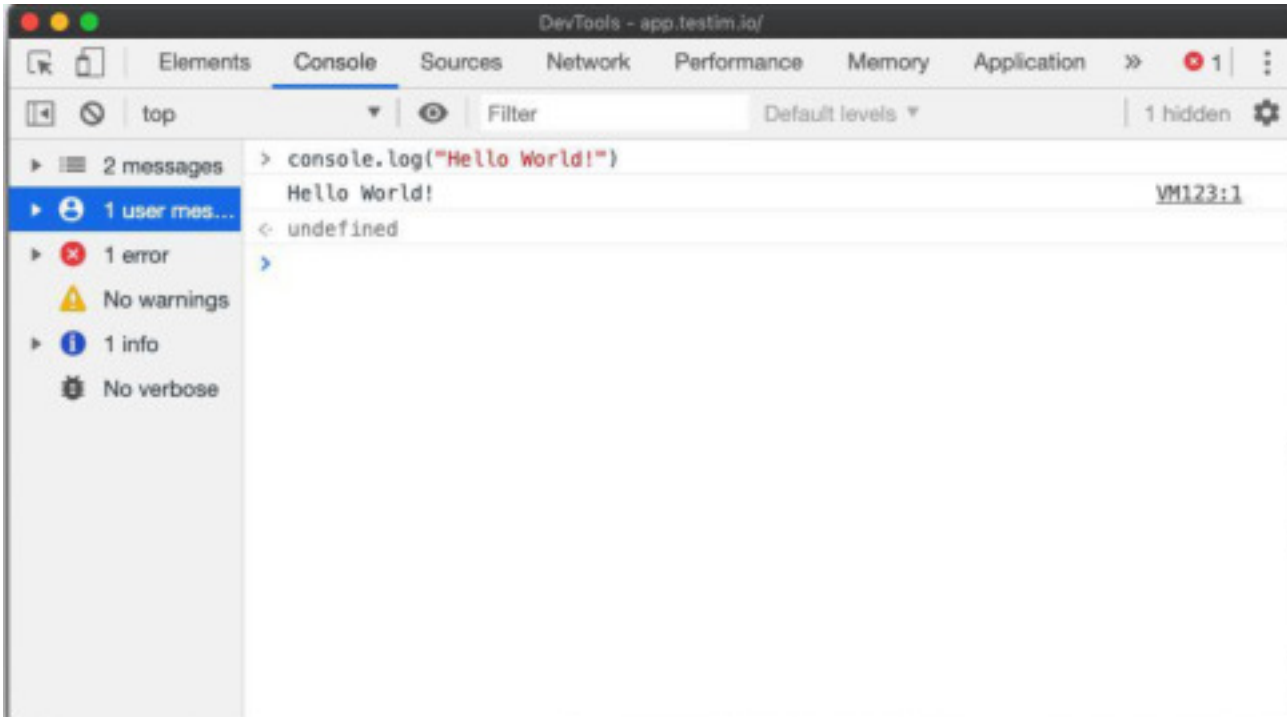 DevTools - app.testim.io/
Elements Console Sources Network Performance Memory Application » 1
top Filter Default levels ▼ 1 hidden
2 messages
1 user mes...
1 error
No warnings
1 info
No verbose
> console.log("Hello World!")
Hello World! VM123:1
<· undefined
>